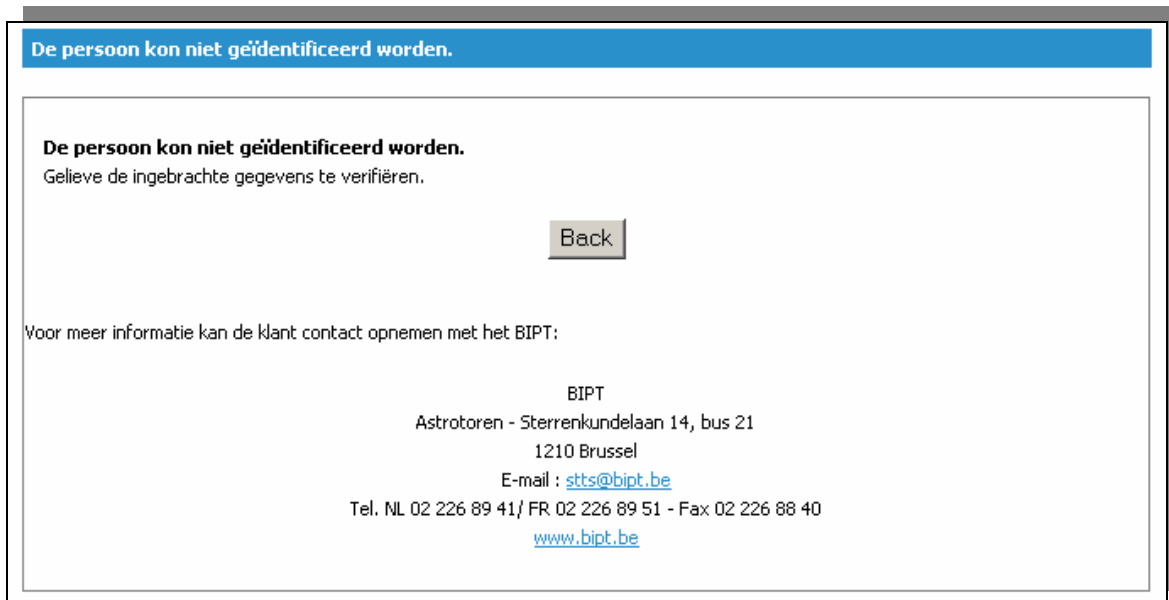 De persoon kon niet geïdentificeerd worden.
De persoon kon niet geïdentificeerd worden.
Gelieve de ingebrachte gegevens te verifiëren.
Back
Voor meer informatie kan de klant contact opnemen met het BIPT:
BIPT
Astrotoren - Sterrenkundelaan 14, bus 21
1210 Brussel
E-mail : stts@bipt.be
Tel. NL 02 226 89 41/ FR 02 226 89 51 - Fax 02 226 88 40
www.bipt.be